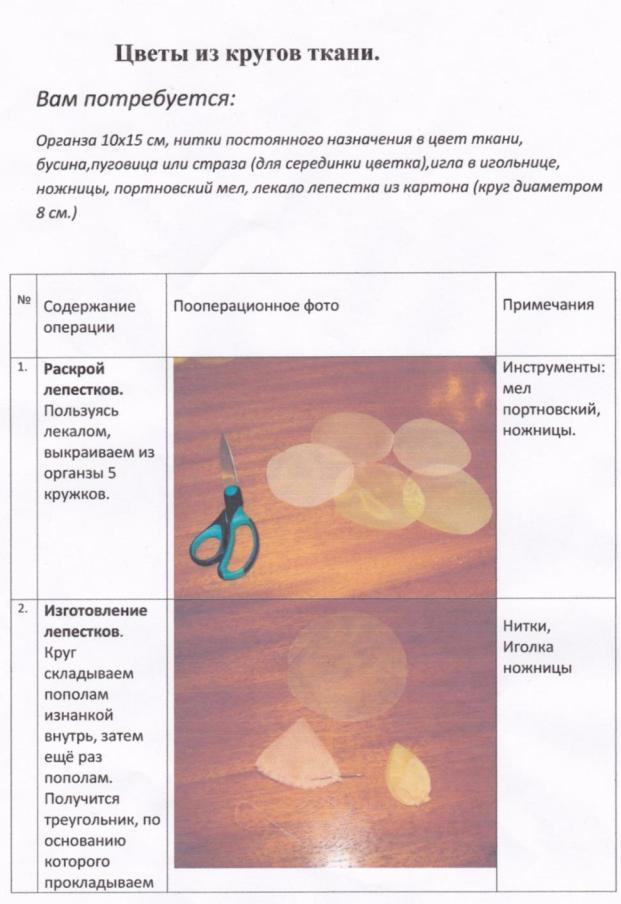 Цветы из кругов ткани.
Вам потребуется:
Органза 10х15 см, нитки постоянного назначения в цвет ткани,
бусина,пуговица или страза (для серединки цветка),игла в игольнице,
ножницы, портновский мел, лекало лепестка из картона (круг диаметром
8 см.)
№
Содержание
операции
Пооперационное фото
Примечания
1.
Раскрой
лепестков.
Пользуясь
лекалом,
выкраиваем из
органзы 5
кружков.
Инструменты:
мел
портновский,
ножницы.
2.
Изготовление
лепестков.
Круг
складываем
пополам
изнанкой
внутрь, затем
ещё раз
пополам.
Получится
треугольник, по
основанию
которого
прокладываем
Нитки,
Иголка
ножницы